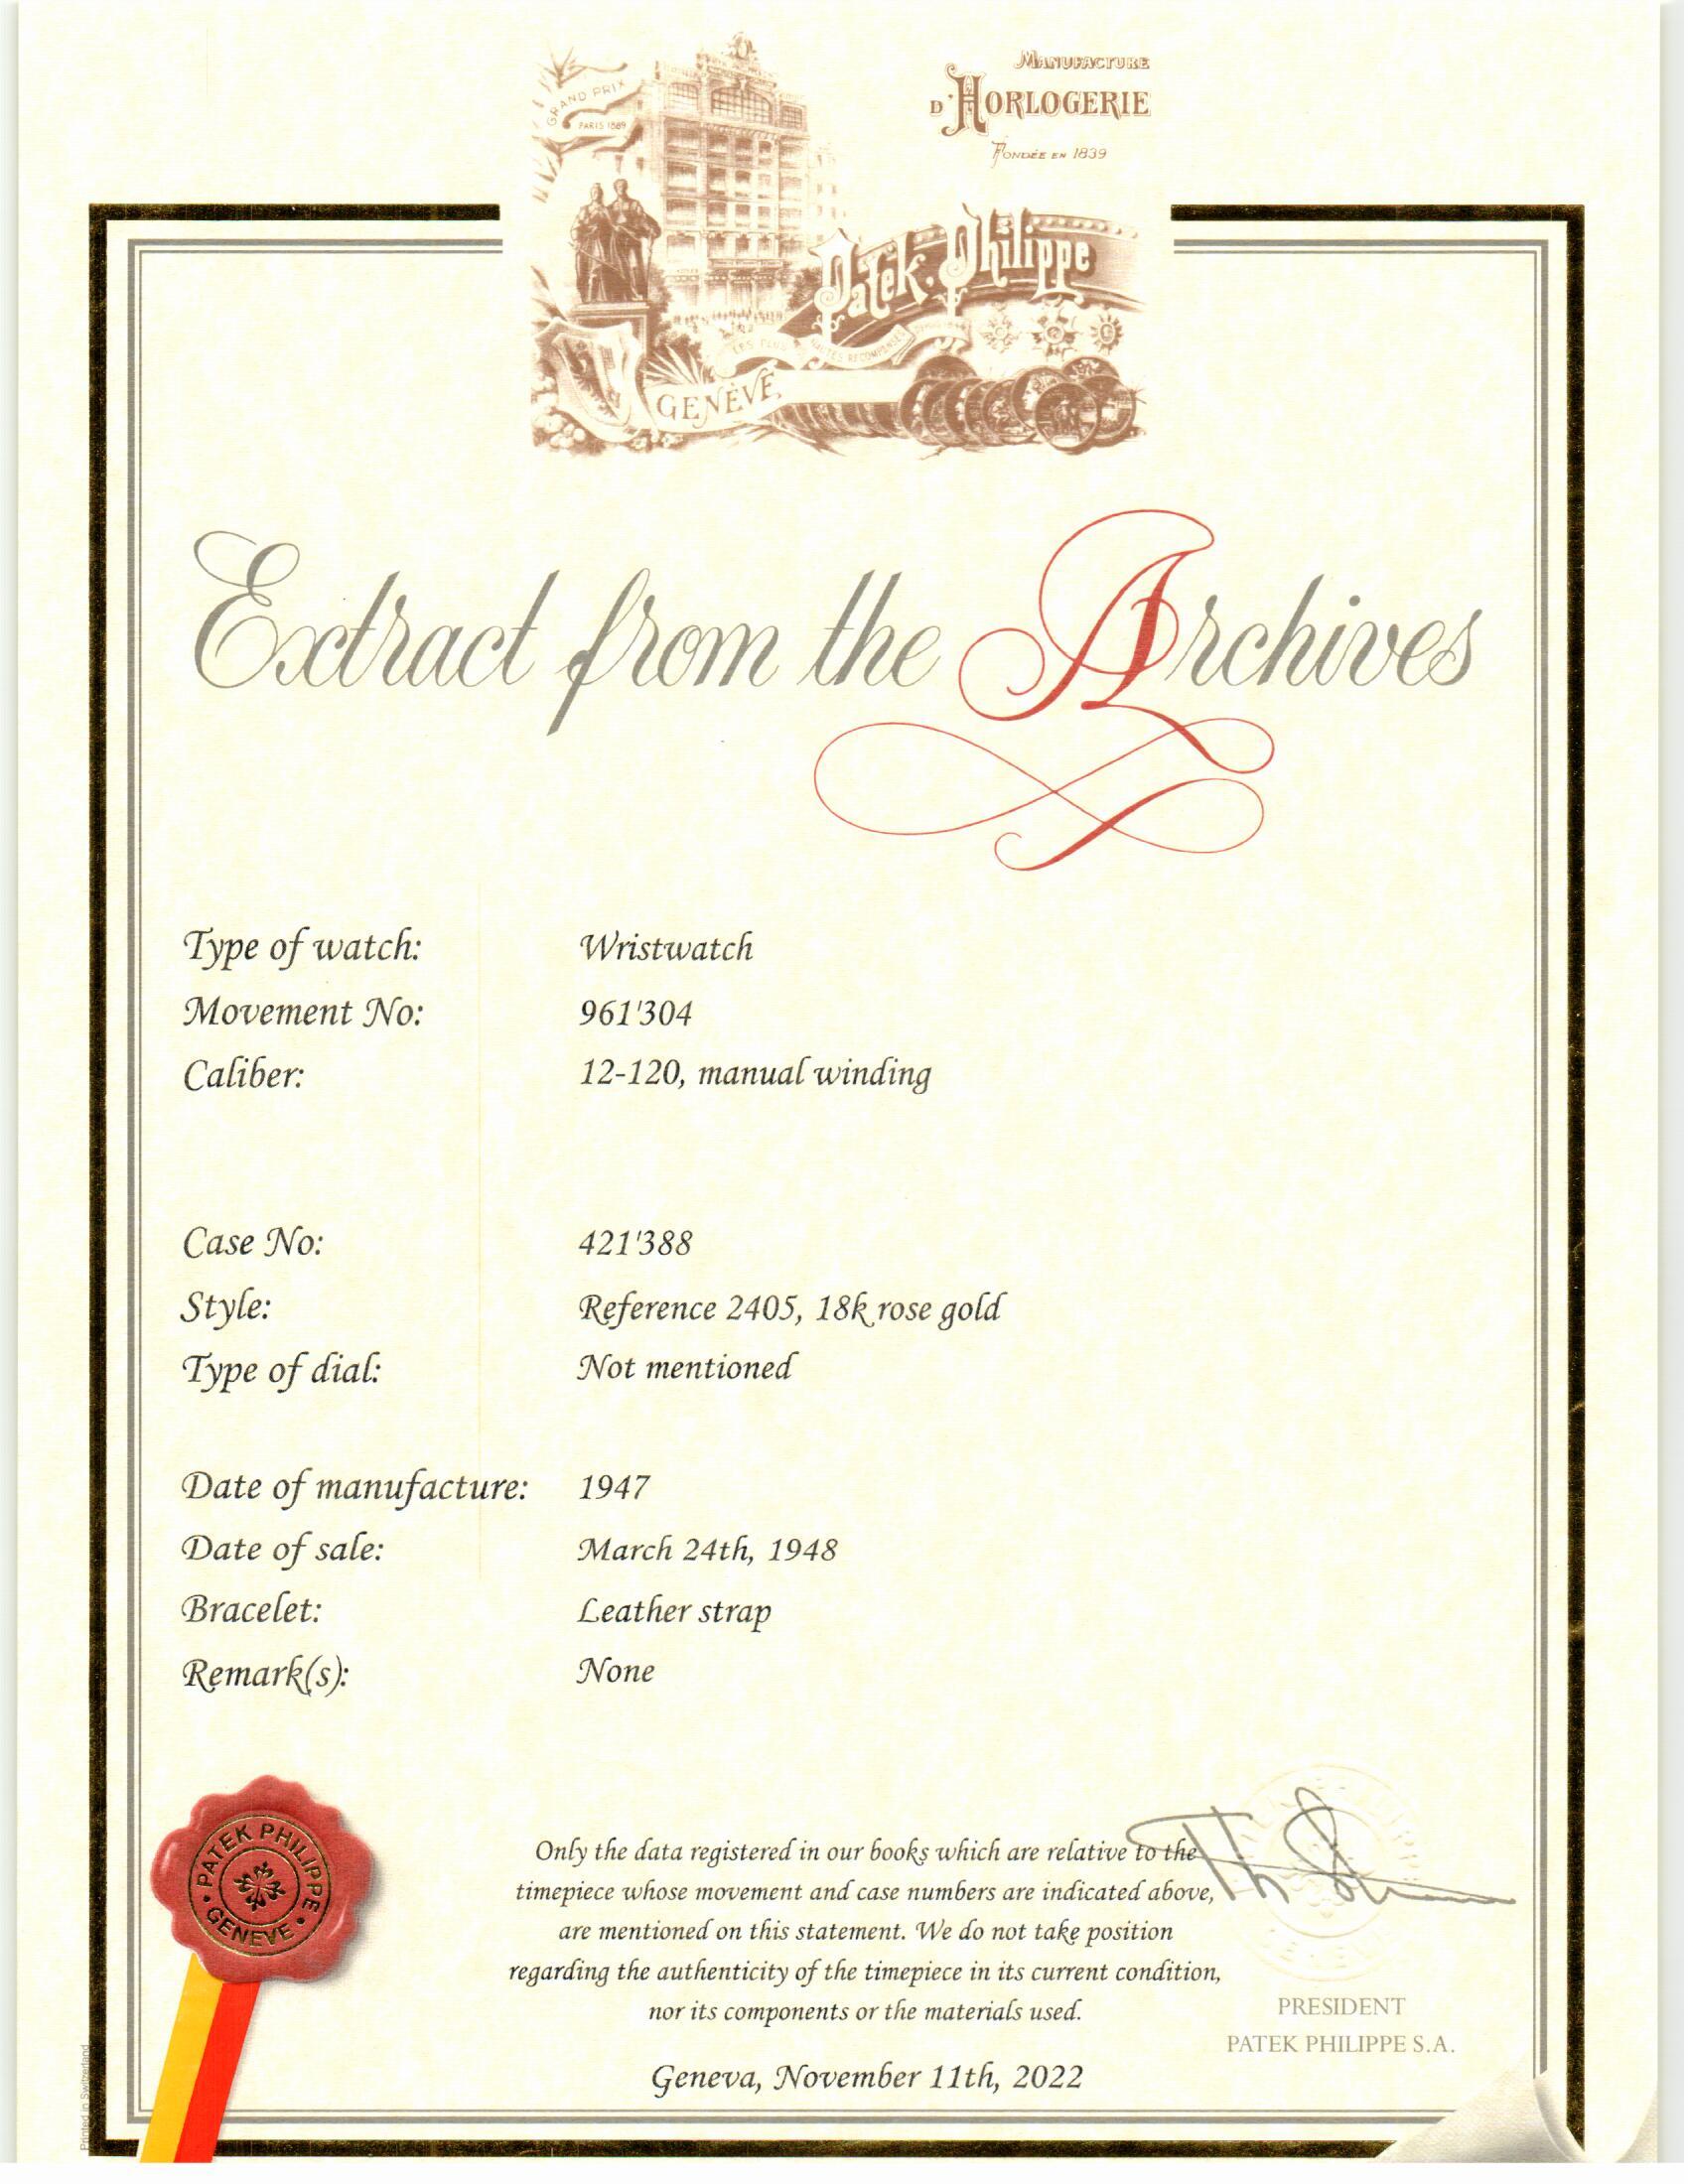 GRAND PRIX
PARIS 1889
MANUFACTURE
D'HORLOGERIE
FONDÉE EN 1839
Patek. Philippe
LES PLUS HAUTES RECOMPENSES
GENÈVE
Extract from the Archives
Type of watch: Wristwatch
Movement No: 961'304
Caliber: 12-120, manual winding
Case No: 421'388
Style: Reference 2405, 18k rose gold
Type of dial: Not mentioned
Date of manufacture: 1947
Date of sale: March 24th, 1948
Bracelet: Leather strap
Remark(s): None
PATEK PHILIPPE
GENEVE
Only the data registered in our books which are relative to the
timepiece whose movement and case numbers are indicated above,
are mentioned on this statement. We do not take position
regarding the authenticity of the timepiece in its current condition,
nor its components or the materials used.
PRESIDENT
PATEK PHILIPPE S.A.
Geneva, November 11th, 2022
Printed in Switzerland